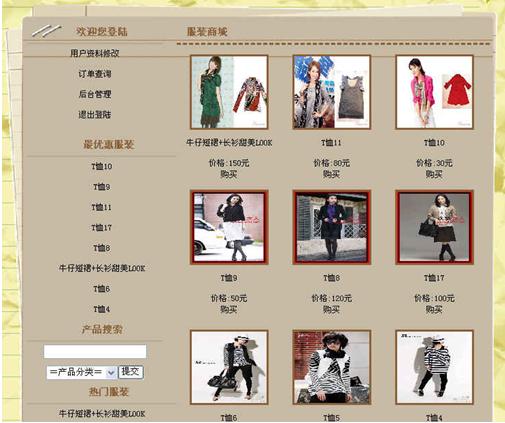 欢迎您登陆
用户资料修改
订单查询
后台管理
退出登陆
最优惠服装
T恤10
T恤9
T恤11
T恤17
T恤8
牛仔短裙+长衫甜美LOOK
T恤6
T恤4
产品搜索
=产品分类=
提交
热门服装
牛仔短裙+长衫甜美LOOK
服装商城
牛仔短裙+长衫甜美LOOK
价格:150元
购买
T恤11
价格:80元
购买
T恤10
价格:30元
购买
T恤9
价格:50元
购买
T恤8
价格:120元
购买
T恤17
价格:100元
购买
T恤6
T恤5
T恤4